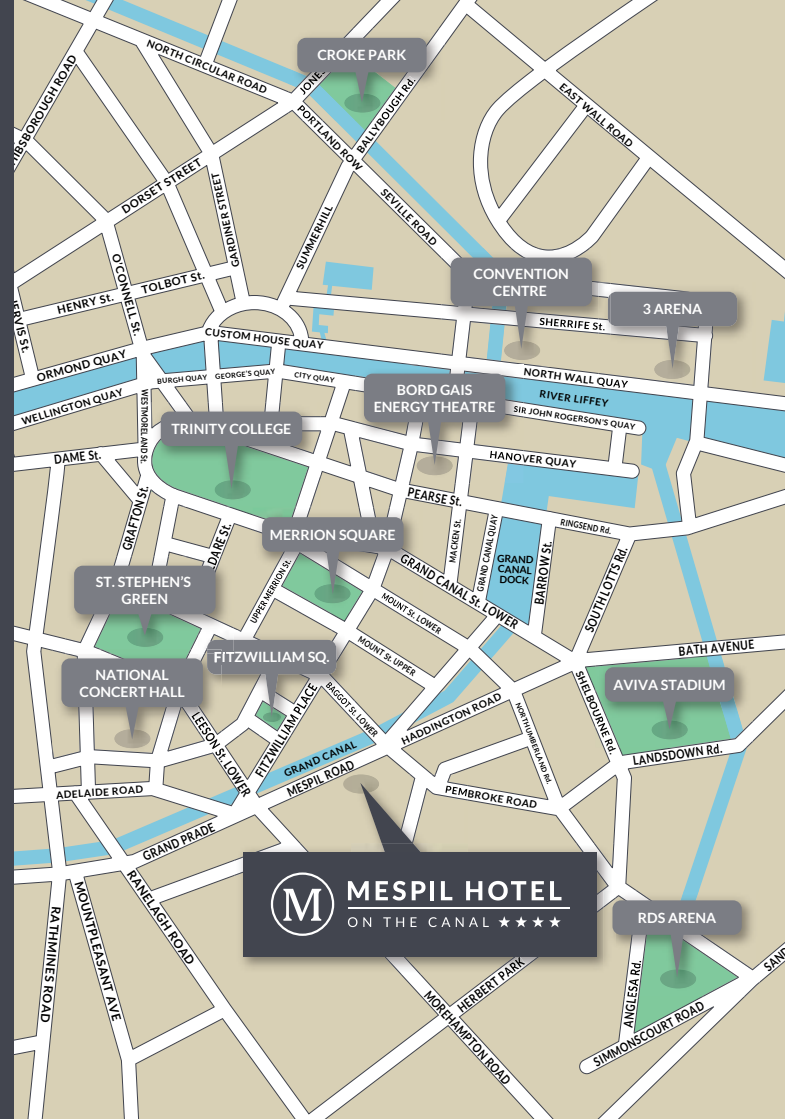 CROKE PARK
NORTH CIRCULAR ROAD
BALLYBOUGH Rd.
PORTLAND ROW
EAST WALL ROAD
DORSET STREET
GARDINER STREET
SUMMERHILL
SEVILLE ROAD
O'CONNELL St.
HENRY St.
TOLBOT St.
CONVENTION
CENTRE
3 ARENA
SHERRIFE St.
CUSTOM HOUSE QUAY
ORMOND QUAY
WELLINGTON QUAY
BURGH QUAY
GEORGE'S QUAY
CITY QUAY
NORTH WALL QUAY
RIVER LIFFEY
SIR JOHN ROGERSON'S QUAY
BORD GAIS
ENERGY THEATRE
WESTMORELAND St.
TRINITY COLLEGE
DAME St.
HANOVER QUAY
PEARSE St.
RINGSEND Rd.
GRAFTON St.
MACKEN St.
GRAND CANAL QUAY
GRAND
CANAL
DOCK
BARROW St.
SOUTH LOTTS Rd.
MERRION SQUARE
UPPER MERRION St.
GRAND CANAL St. LOWER
MOUNT St. LOWER
MOUNT St. UPPER
ST. STEPHEN'S
GREEN
FITZWILLIAM SQ.
NATIONAL
CONCERT HALL
BATH AVENUE
AVIVA STADIUM
SHELBOURNE Rd.
LANDSDOWN Rd.
BAGGOT St. LOWER
FITZWILLIAM PLACE
LEESON St. LOWER
HADDINGTON ROAD
NORTHUMBERLAND Rd.
GRAND CANAL
MESPIL ROAD
PEMBROKE ROAD
ADELAIDE ROAD
GRAND PRADE
M
MESPIL HOTEL
ON THE CANAL ★★★★
RANELAGH ROAD
MOUNTPLEASANT AVE
RATHMINES ROAD
RDS ARENA
ANGLESA Rd.
SIMMONSCOURT ROAD
HERBERT PARK
MOREHAMPTON ROAD